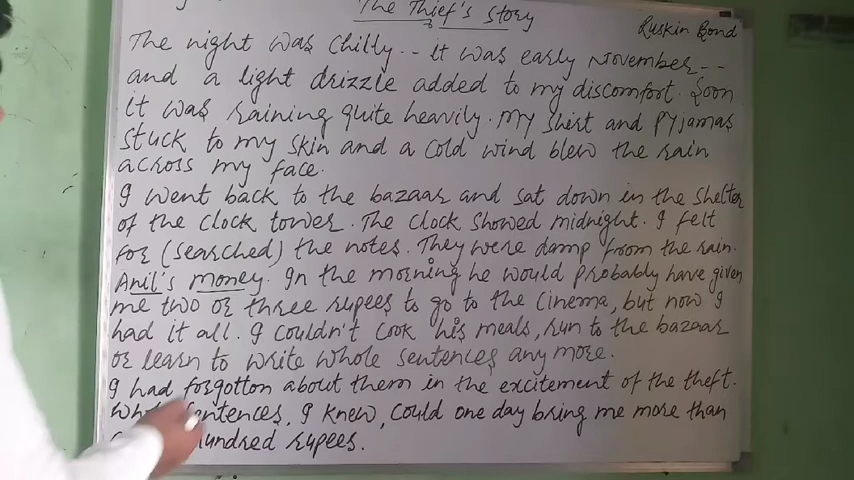 The Thief's Story
Ruskin Bond
The night was chilly -- It was early November --
and a light drizzle added to my discomfort. Soon
it was raining quite heavily. My shirt and pyjamas
stuck to my skin and a cold wind blew the rain
across my face.
I went back to the bazaar and sat down in the shelter
of the clock tower. The clock showed midnight. I felt
for (searched) the notes. They were damp from the rain.
Anil's money. In the morning he would probably have given
me two or three rupees to go to the cinema, but now I
had it all. I couldn't cook his meals, run to the bazaar
or learn to write whole sentences any more.
I had forgotton about them in the excitement of the theft.
sentences, I knew, could one day bring me more than
hundred rupees.